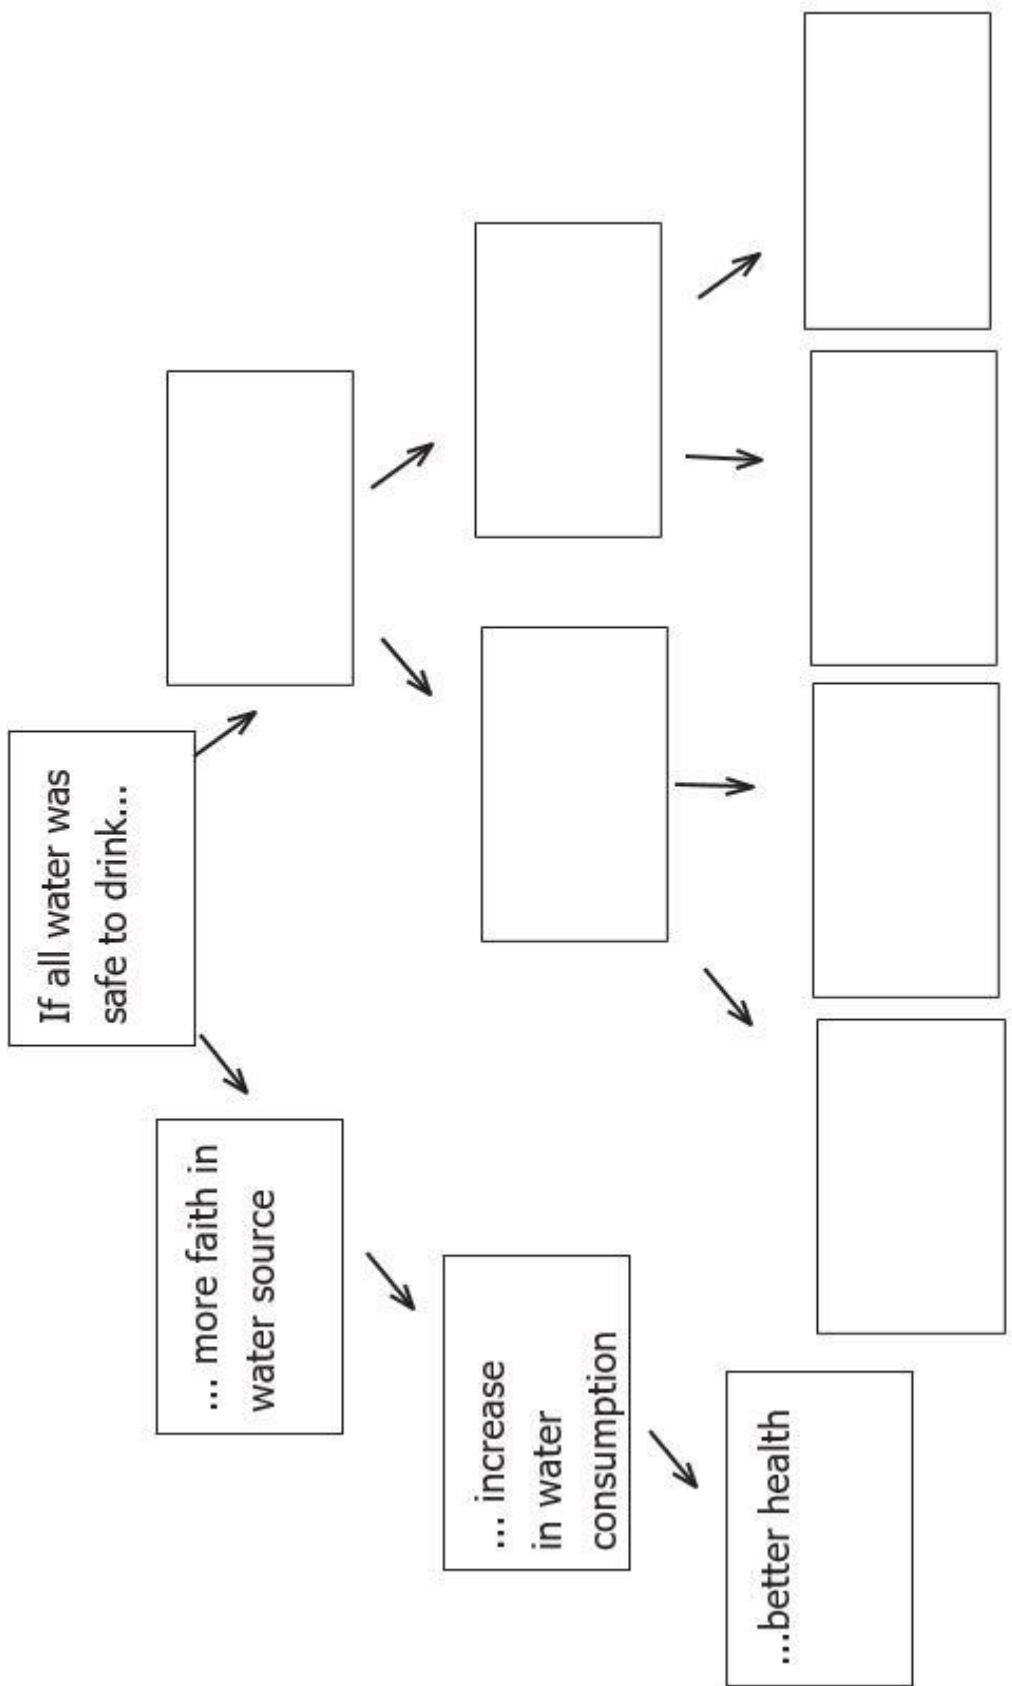 If all water was
safe to drink...
... more faith in
water source
... increase
in water
consumption
...better health